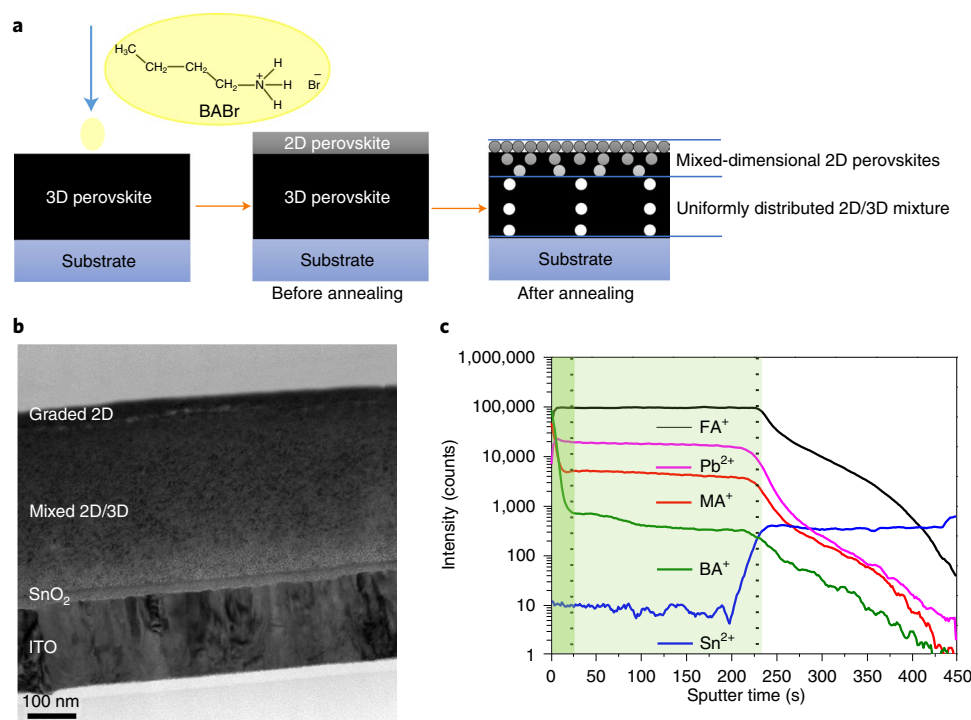 a
H₃C
CH₂
CH₂
CH₂
N
+
H
H
H
Br
−
BABr
3D perovskite
Substrate
2D perovskite
3D perovskite
Substrate
Before annealing
Mixed-dimensional 2D perovskites
Uniformly distributed 2D/3D mixture
Substrate
After annealing
b
Graded 2D
Mixed 2D/3D
SnO₂
ITO
100 nm
c
Intensity (counts)
1,000,000
100,000
10,000
1,000
100
10
1
FA⁺
Pb²⁺
MA⁺
BA⁺
Sn²⁺
0 50 100 150 200 250 300 350 400 450
Sputter time (s)